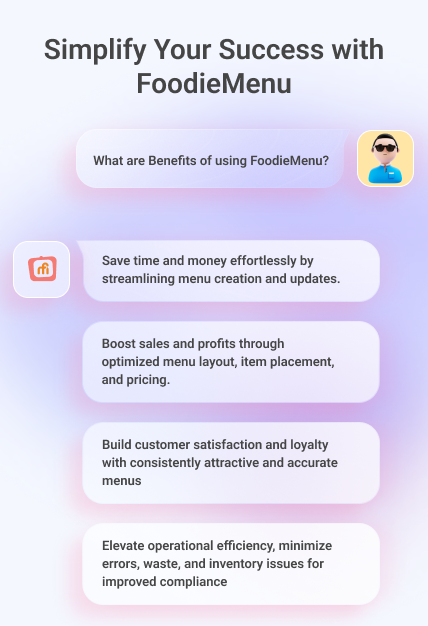 Simplify Your Success with
FoodieMenu
What are Benefits of using FoodieMenu?
Save time and money effortlessly by
streamlining menu creation and updates.
Boost sales and profits through
optimized menu layout, item placement,
and pricing.
Build customer satisfaction and loyalty
with consistently attractive and accurate
menus
Elevate operational efficiency, minimize
errors, waste, and inventory issues for
improved compliance